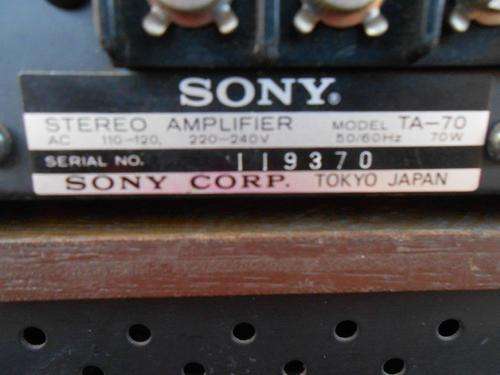 SONY®
STEREO AMPLIFIER MODEL TA-70
AC 110-120, 220-240V 50/60Hz 70W
SERIAL NO. 119370
SONY CORP. TOKYO JAPAN